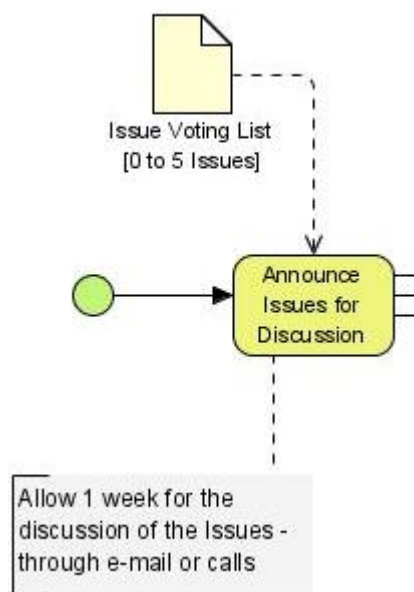 Issue Voting List
[0 to 5 Issues]
Announce
Issues for
Discussion
Allow 1 week for the
discussion of the Issues -
through e-mail or calls